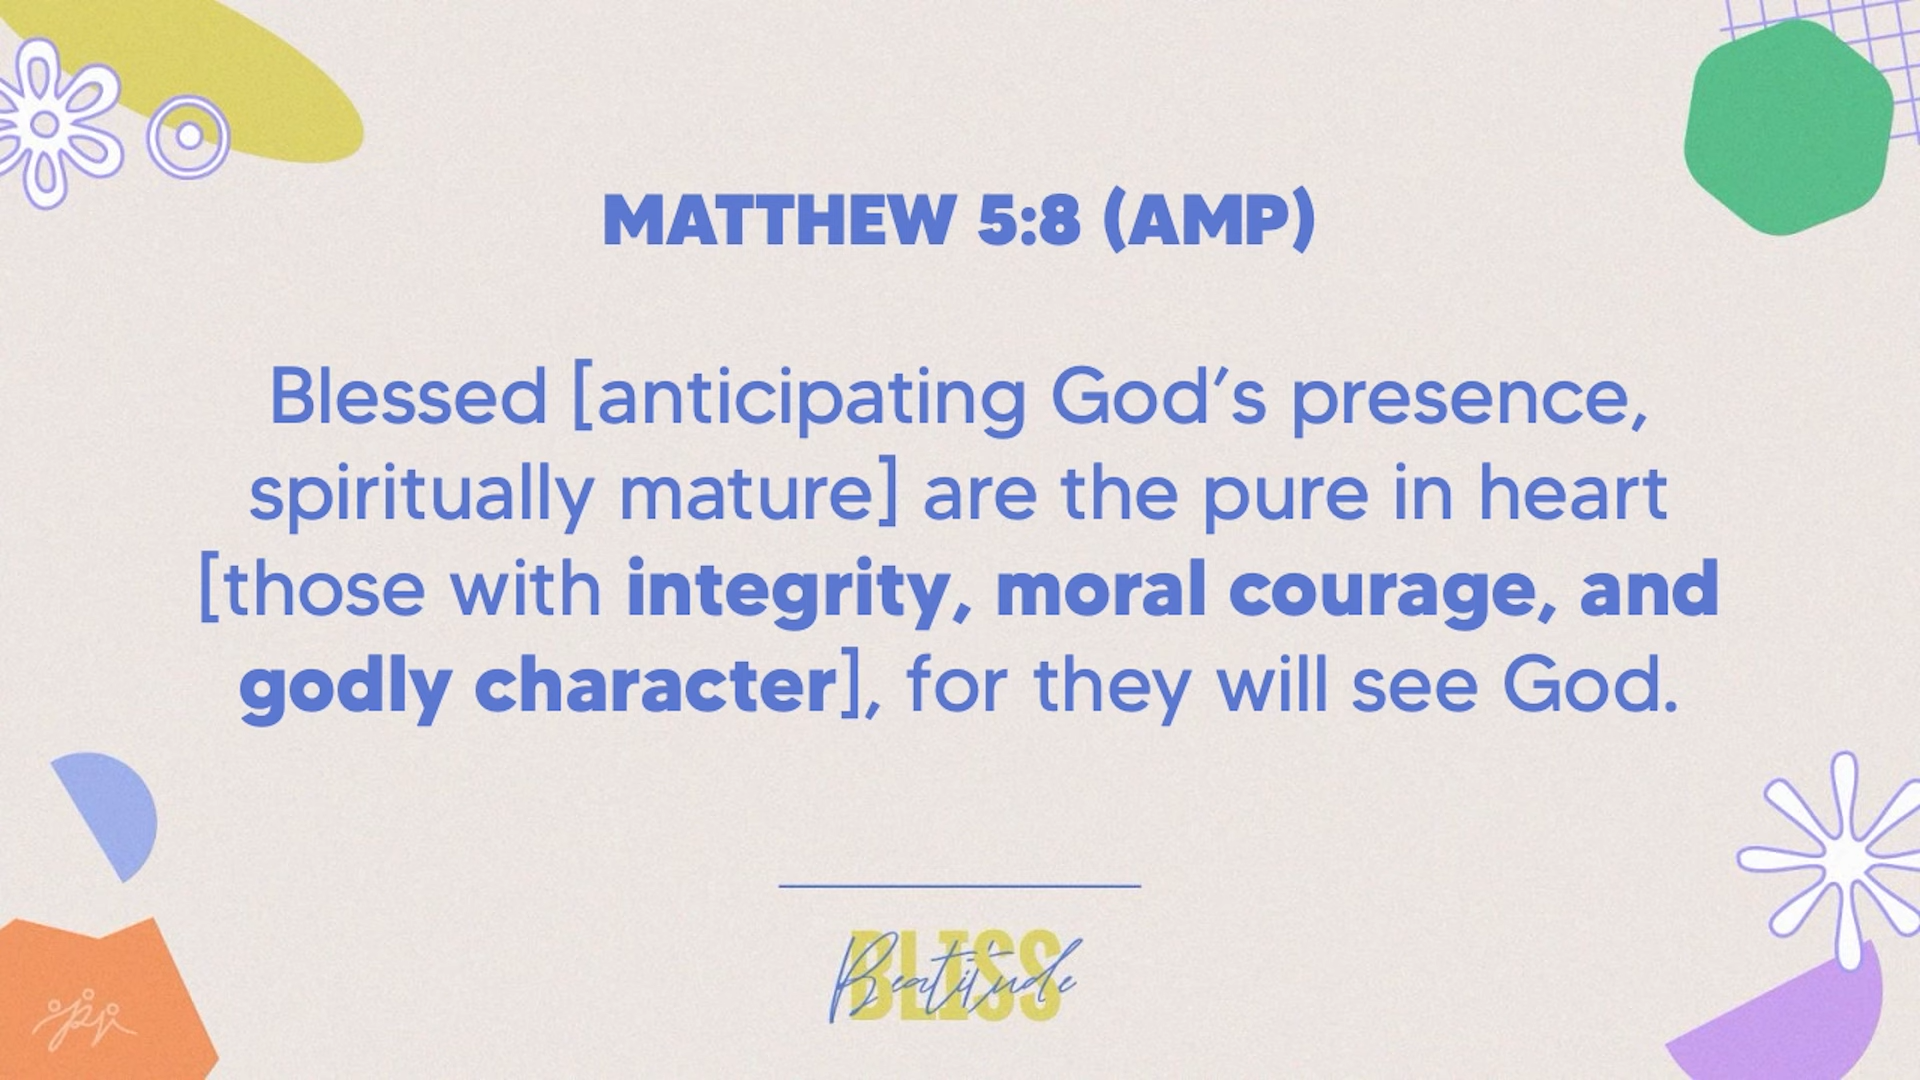 MATTHEW 5:8 (AMP)
Blessed [anticipating God’s presence,
spiritually mature] are the pure in heart
[those with integrity, moral courage, and
godly character], for they will see God.
BLISS
Beatitude